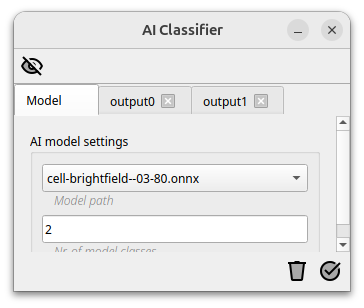 AI Classifier
Model
output0
output1
AI model settings
cell-brightfield--03-80.onnx
Model path
2
Nr. of model classes